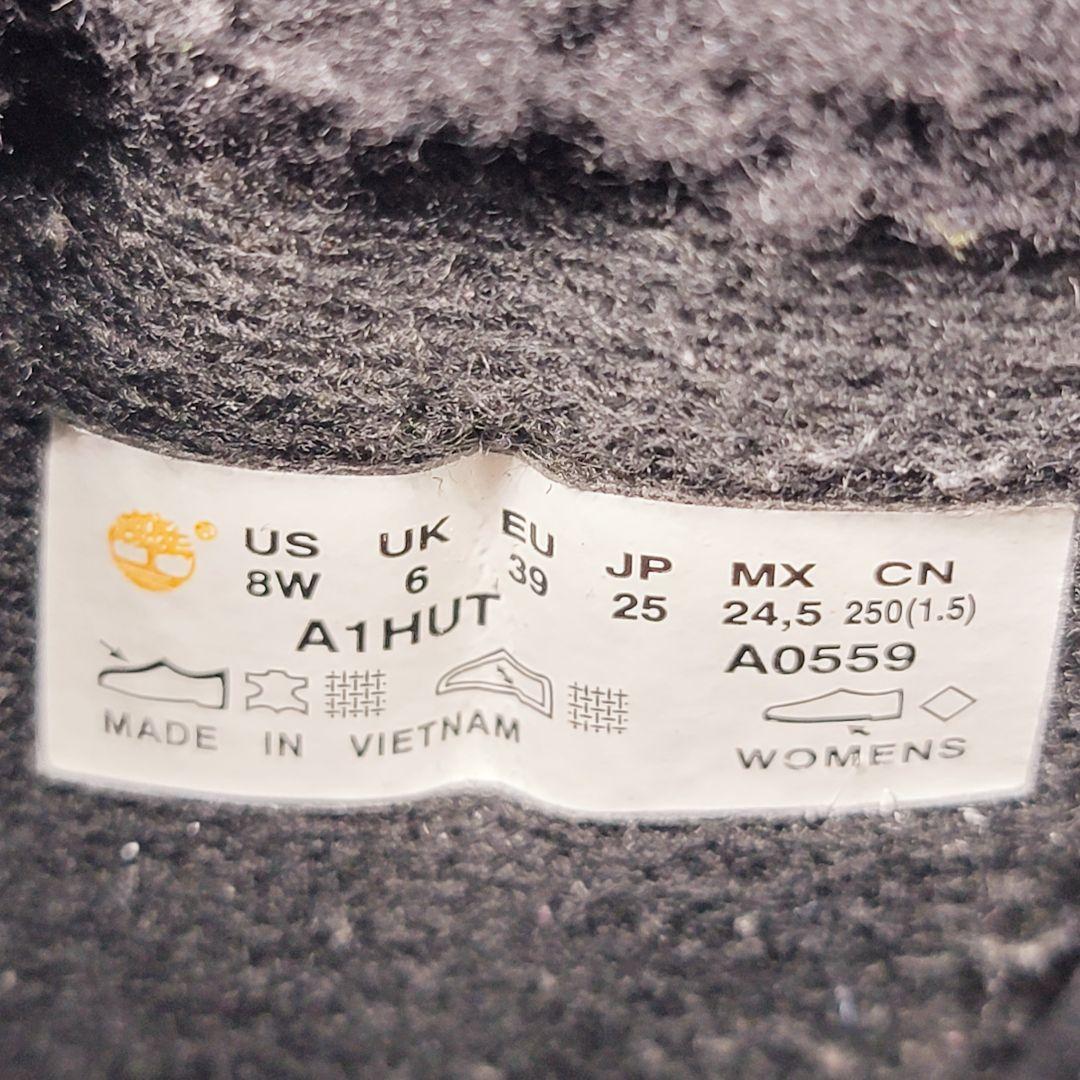 US UK EU JP MX CN
8W 6 39 25 24,5 250(1.5)
A1HUT A0559
MADE IN VIETNAM WOMENS